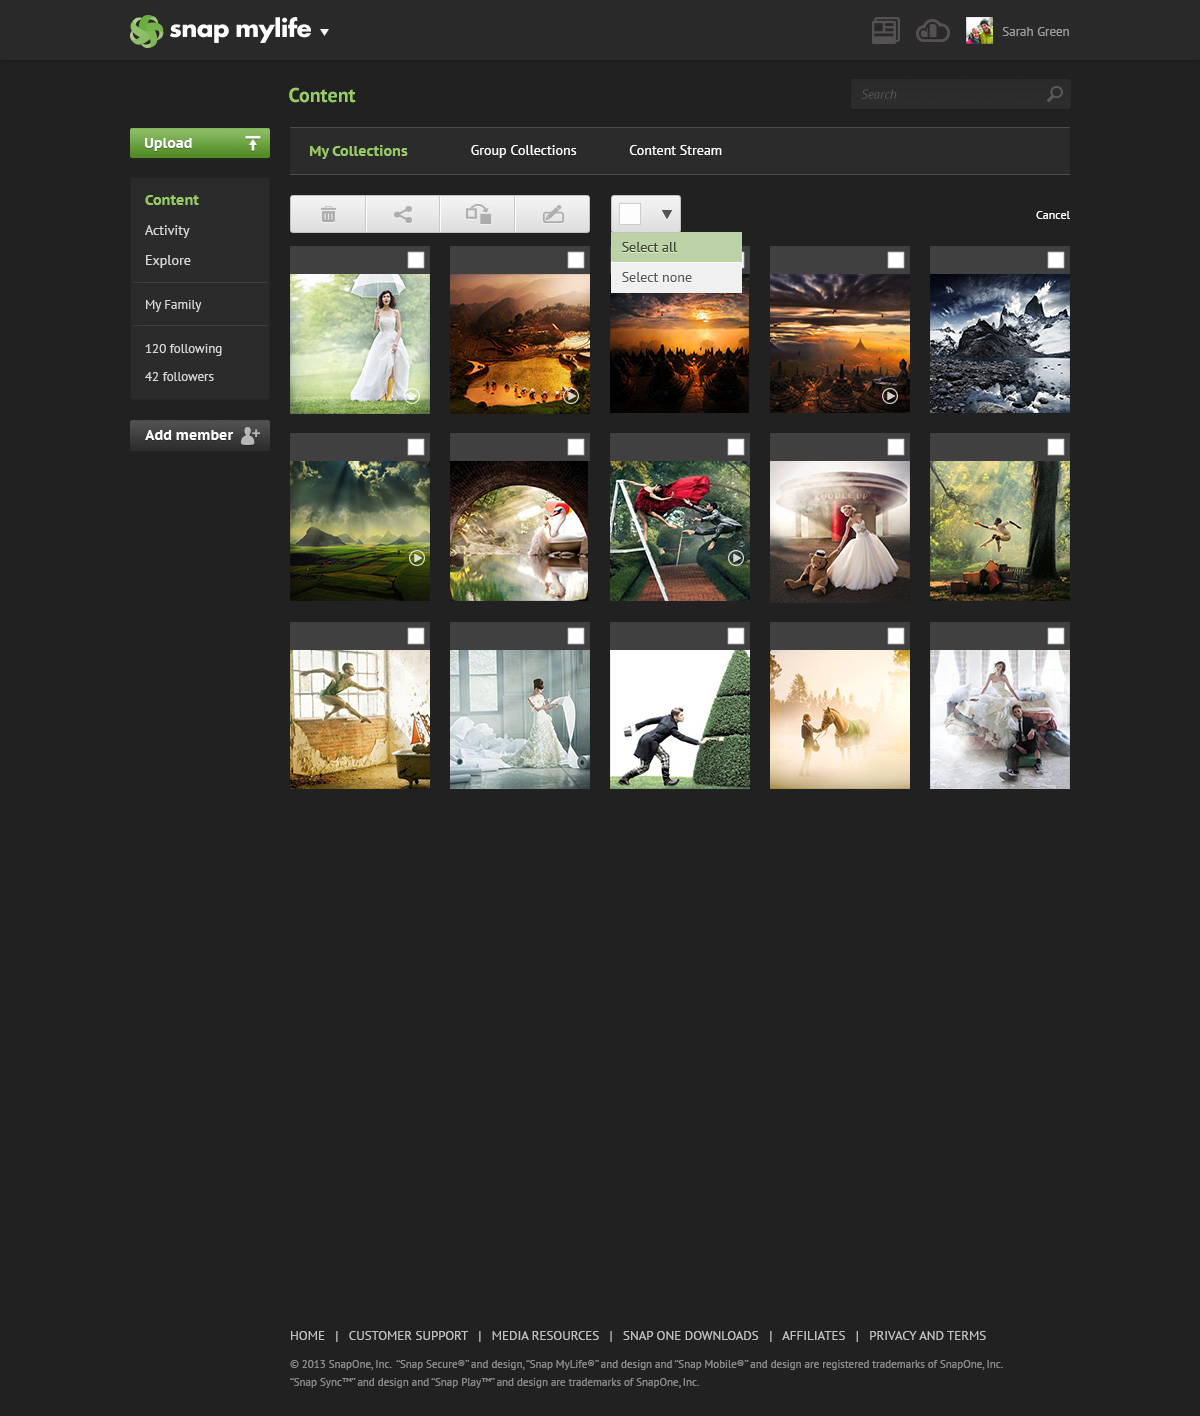 snap mylife
Sarah Green
Content
Search
Upload
My Collections
Group Collections
Content Stream
Content
Activity
Explore
My Family
120 following
42 followers
Add member
Cancel
Select all
Select none
HOME | CUSTOMER SUPPORT | MEDIA RESOURCES | SNAP ONE DOWNLOADS | AFFILIATES | PRIVACY AND TERMS
© 2013 SnapOne, Inc. "Snap Secure®" and design, "Snap MyLife®" and design and "Snap Mobile®" and design are registered trademarks of SnapOne, Inc.
"Snap Sync™" and design and "Snap Play™" and design are trademarks of SnapOne, Inc.